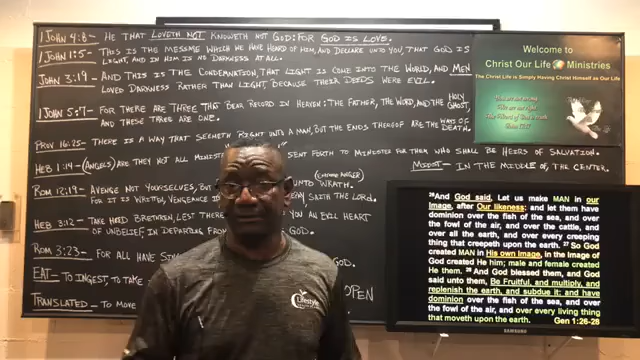 1 JOHN 4:8 - HE THAT LOVETH NOT KNOWETH NOT GOD: FOR GOD IS LOVE.
1 JOHN 1:5 - THIS IS THE MESSAGE WHICH WE HAVE HEARD OF HIM, AND DECLARE UNTO YOU, THAT GOD IS
LIGHT, AND IN HIM IS NO DARKNESS AT ALL.
JOHN 3:19 - AND THIS IS THE CONDEMNATION, THAT LIGHT IS COME INTO THE WORLD, AND MEN
LOVED DARKNESS RATHER THAN LIGHT, BECAUSE THEIR DEEDS WERE EVIL.
1 JOHN 5:7 - FOR THERE ARE THREE THAT BEAR RECORD IN HEAVEN: THE FATHER, THE WORD, AND THE HOLY GHOST,
AND THESE THREE ARE ONE.
PROV 16:25 - THERE IS A WAY THAT SEEMETH RIGHT UNTO A MAN, BUT THE ENDS THEREOF ARE THE WAYS OF DEATH.
HEB 1:14 - (ANGELS) ARE THEY NOT ALL SENT FORTH TO MINISTER FOR THEM WHO SHALL BE HEIRS OF SALVATION.
MIDST - IN THE MIDDLE OF THE CENTER.
ROM 12:19 - AVENGE NOT YOURSELVES, BUT UNTO WRATH:
FOR IT IS WRITTEN, VENGEANCE SAITH THE LORD.
HEB 3:12 - TAKE HEED BRETHREN, LEST THERE YOU AN EVIL HEART
OF UNBELIEF IN DEPARTING FROM GOD.
ROM 3:23 - FOR ALL HAVE GOD.
EAT - TO INGEST, TO TAKE OPEN
TRANSLATED - TO MOVE
Welcome to
Christ Our Life Ministries
The Christ Life is Simply Having Christ Himself as Our Life
Lifestyle
26 And God said, Let us make MAN in our
Image, after Our likeness: and let them have
dominion over the fish of the sea, and over
the fowl of the air, and over the cattle, and
over all the earth, and over every creeping
thing that creepeth upon the earth. 27 So God
created MAN in His own Image, in the Image of
God created He him; male and female created
He them. 28 And God blessed them, and God
said unto them, Be Fruitful, and multiply, and
replenish the earth, and subdue it; and have
dominion over the fish of the sea, and over
the fowl of the air, and over every living thing
that moveth upon the earth. Gen 1:26-28
SAMSUNG